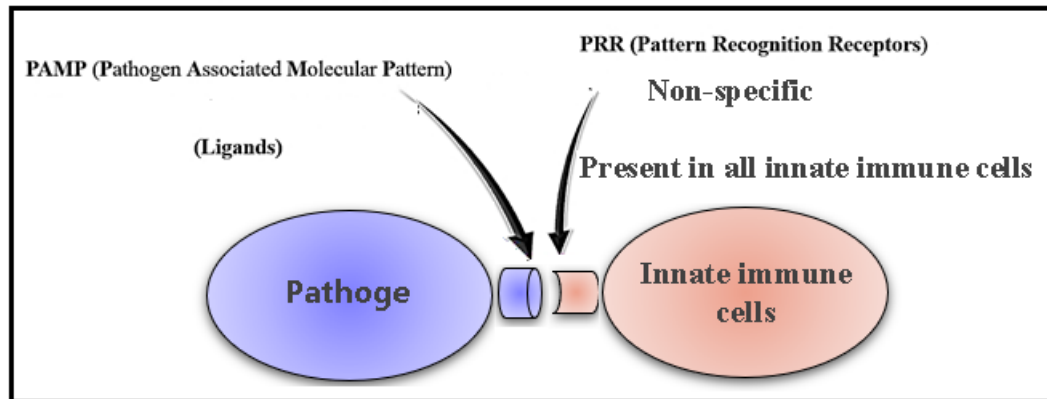 PAMP (Pathogen Associated Molecular Pattern)
(Ligands)
PRR (Pattern Recognition Receptors)
Non-specific
Present in all innate immune cells
Pathoge
Innate immune
cells